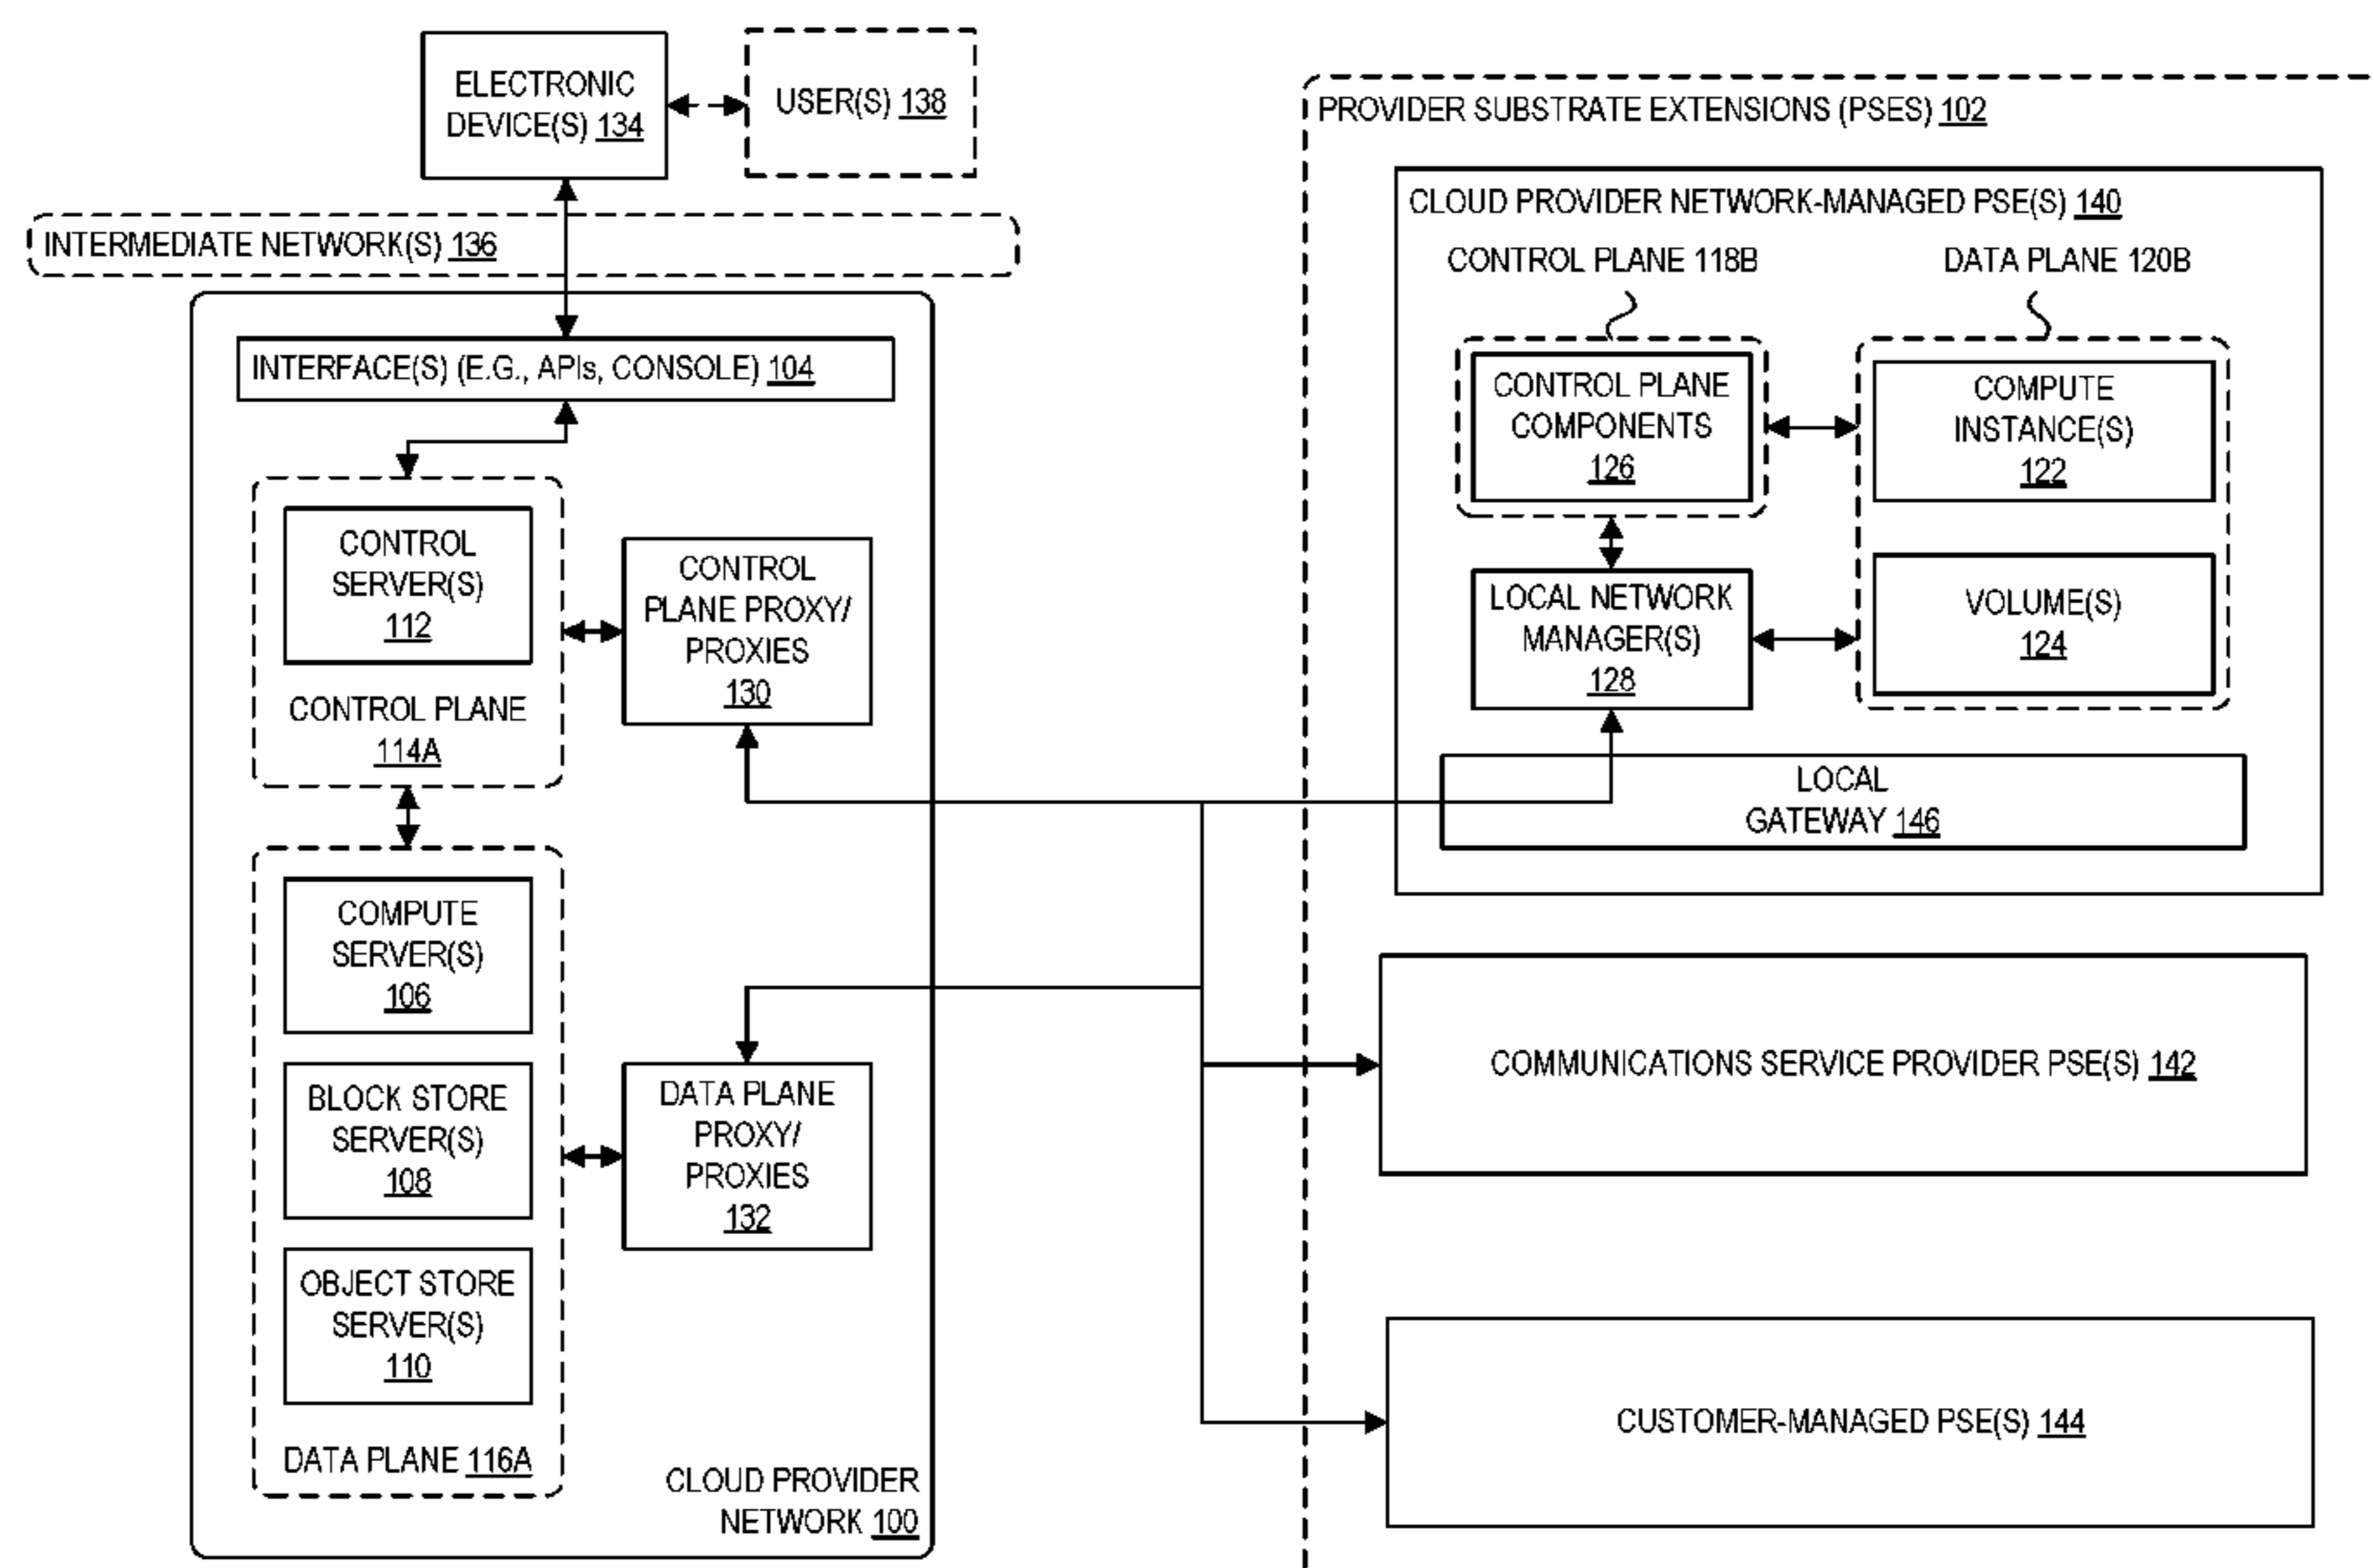 ELECTRONIC
DEVICE(S) 134
USER(S) 138
INTERMEDIATE NETWORK(S) 136
INTERFACE(S) (E.G., APIs, CONSOLE) 104
CONTROL
SERVER(S)
112
CONTROL PLANE
114A
CONTROL
PLANE PROXY/
PROXIES
130
COMPUTE
SERVER(S)
106
BLOCK STORE
SERVER(S)
108
OBJECT STORE
SERVER(S)
110
DATA PLANE 116A
DATA PLANE
PROXY/
PROXIES
132
CLOUD PROVIDER
NETWORK 100
PROVIDER SUBSTRATE EXTENSIONS (PSES) 102
CLOUD PROVIDER NETWORK-MANAGED PSE(S) 140
CONTROL PLANE 118B
DATA PLANE 120B
CONTROL PLANE
COMPONENTS
126
COMPUTE
INSTANCE(S)
122
LOCAL NETWORK
MANAGER(S)
128
VOLUME(S)
124
LOCAL
GATEWAY 146
COMMUNICATIONS SERVICE PROVIDER PSE(S) 142
CUSTOMER-MANAGED PSE(S) 144